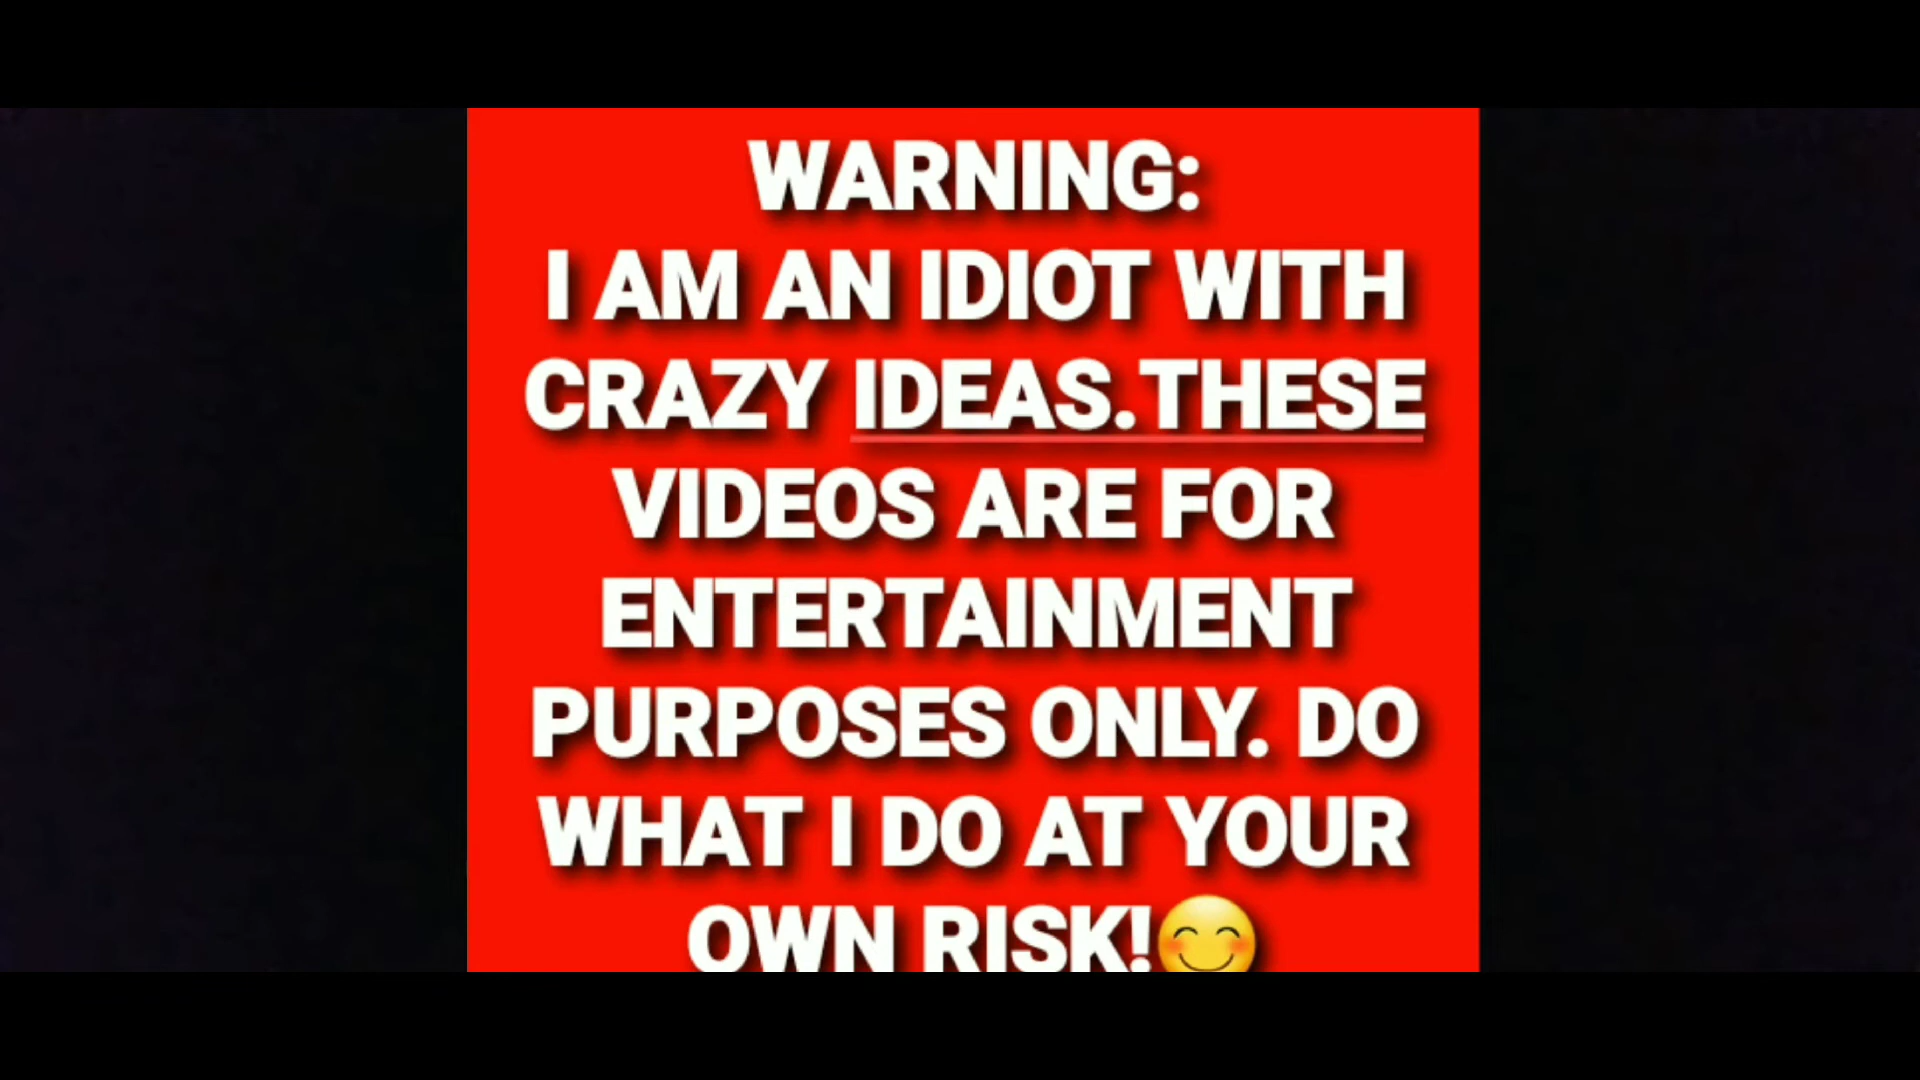 WARNING:
I AM AN IDIOT WITH
CRAZY IDEAS.THESE
VIDEOS ARE FOR
ENTERTAINMENT
PURPOSES ONLY. DO
WHAT I DO AT YOUR
OWN RISK!😊